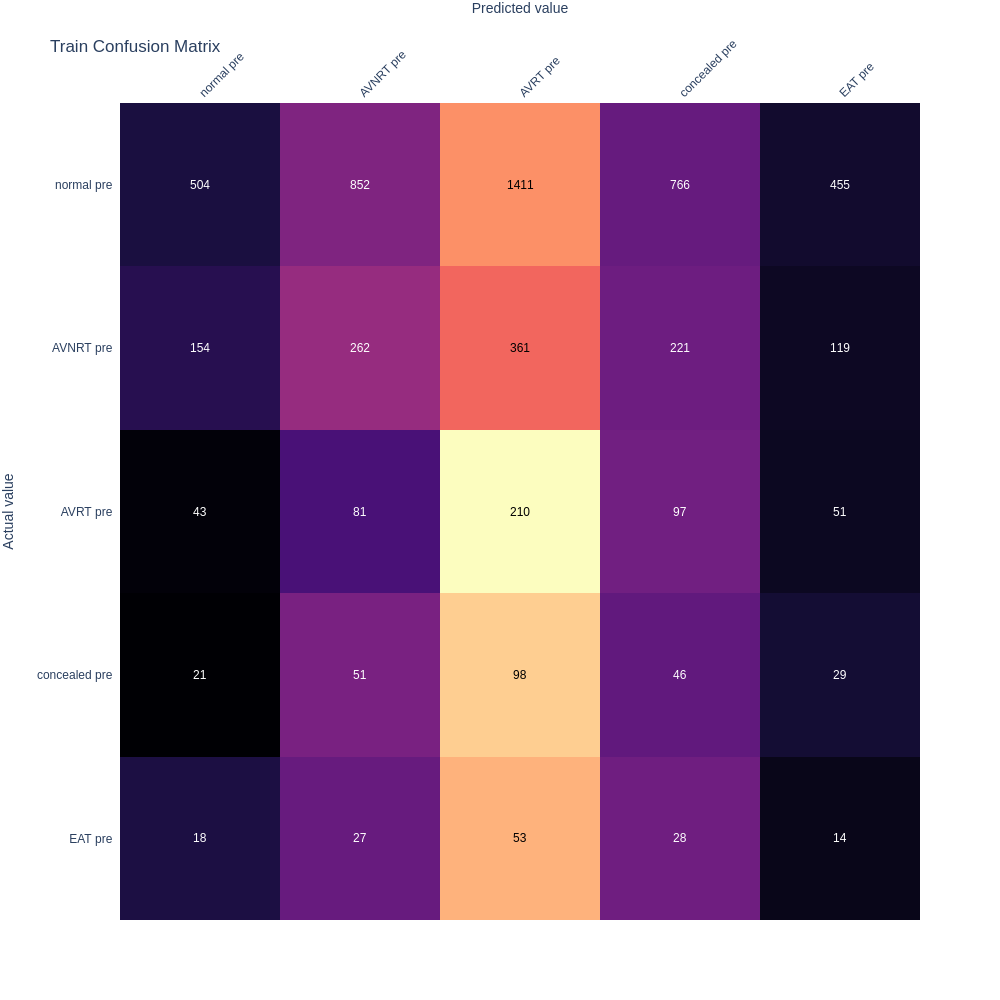 Predicted value
Train Confusion Matrix
normal pre AVNRT pre AVRT pre concealed pre EAT pre
normal pre 504 852 1411 766 455
AVNRT pre 154 262 361 221 119
AVRT pre 43 81 210 97 51
concealed pre 21 51 98 46 29
EAT pre 18 27 53 28 14
Actual value